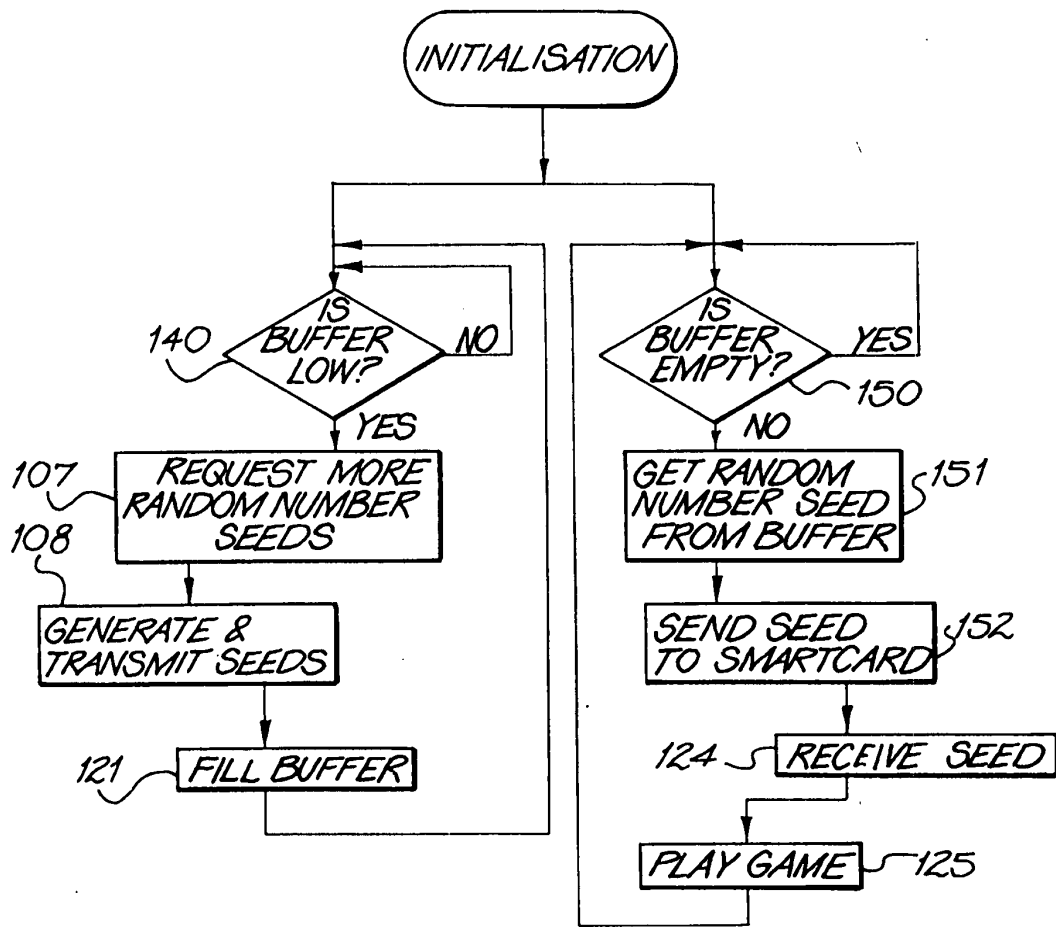 INITIALISATION
140
IS
BUFFER
LOW?
NO
YES
107
REQUEST MORE
RANDOM NUMBER
SEEDS
108
GENERATE &
TRANSMIT SEEDS
121
FILL BUFFER
IS
BUFFER
EMPTY?
YES
150
NO
GET RANDOM
NUMBER SEED
FROM BUFFER
151
SEND SEED
TO SMARTCARD
152
124
RECEIVE SEED
PLAY GAME
125